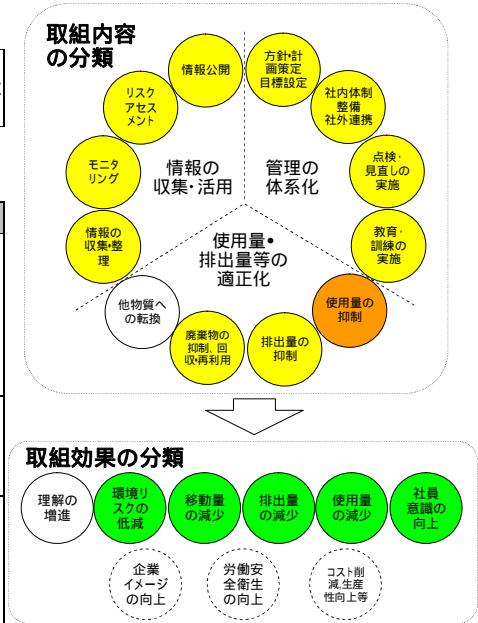 取組内容
の分類
情報公開
方針・計
画策定
目標設定
リスク
アセス
メント
社内体制
整備
社外連携
モニタ
リング
情報の
収集・活用
管理の
体系化
点検・
見直しの
実施
情報の
収集・整
理
使用量・
排出量等の
適正化
教育・
訓練の
実施
他物質へ
の転換
使用量の
抑制
廃棄物の
抑制、回
収・再利用
排出量の
抑制
取組効果の分類
理解の
増進
環境リ
スクの
低減
移動量
の減少
排出量
の減少
使用量
の減少
社員
意識の
向上
企業
イメージ
の向上
労働安
全衛生
の向上
コスト削
減、生産
性向上等